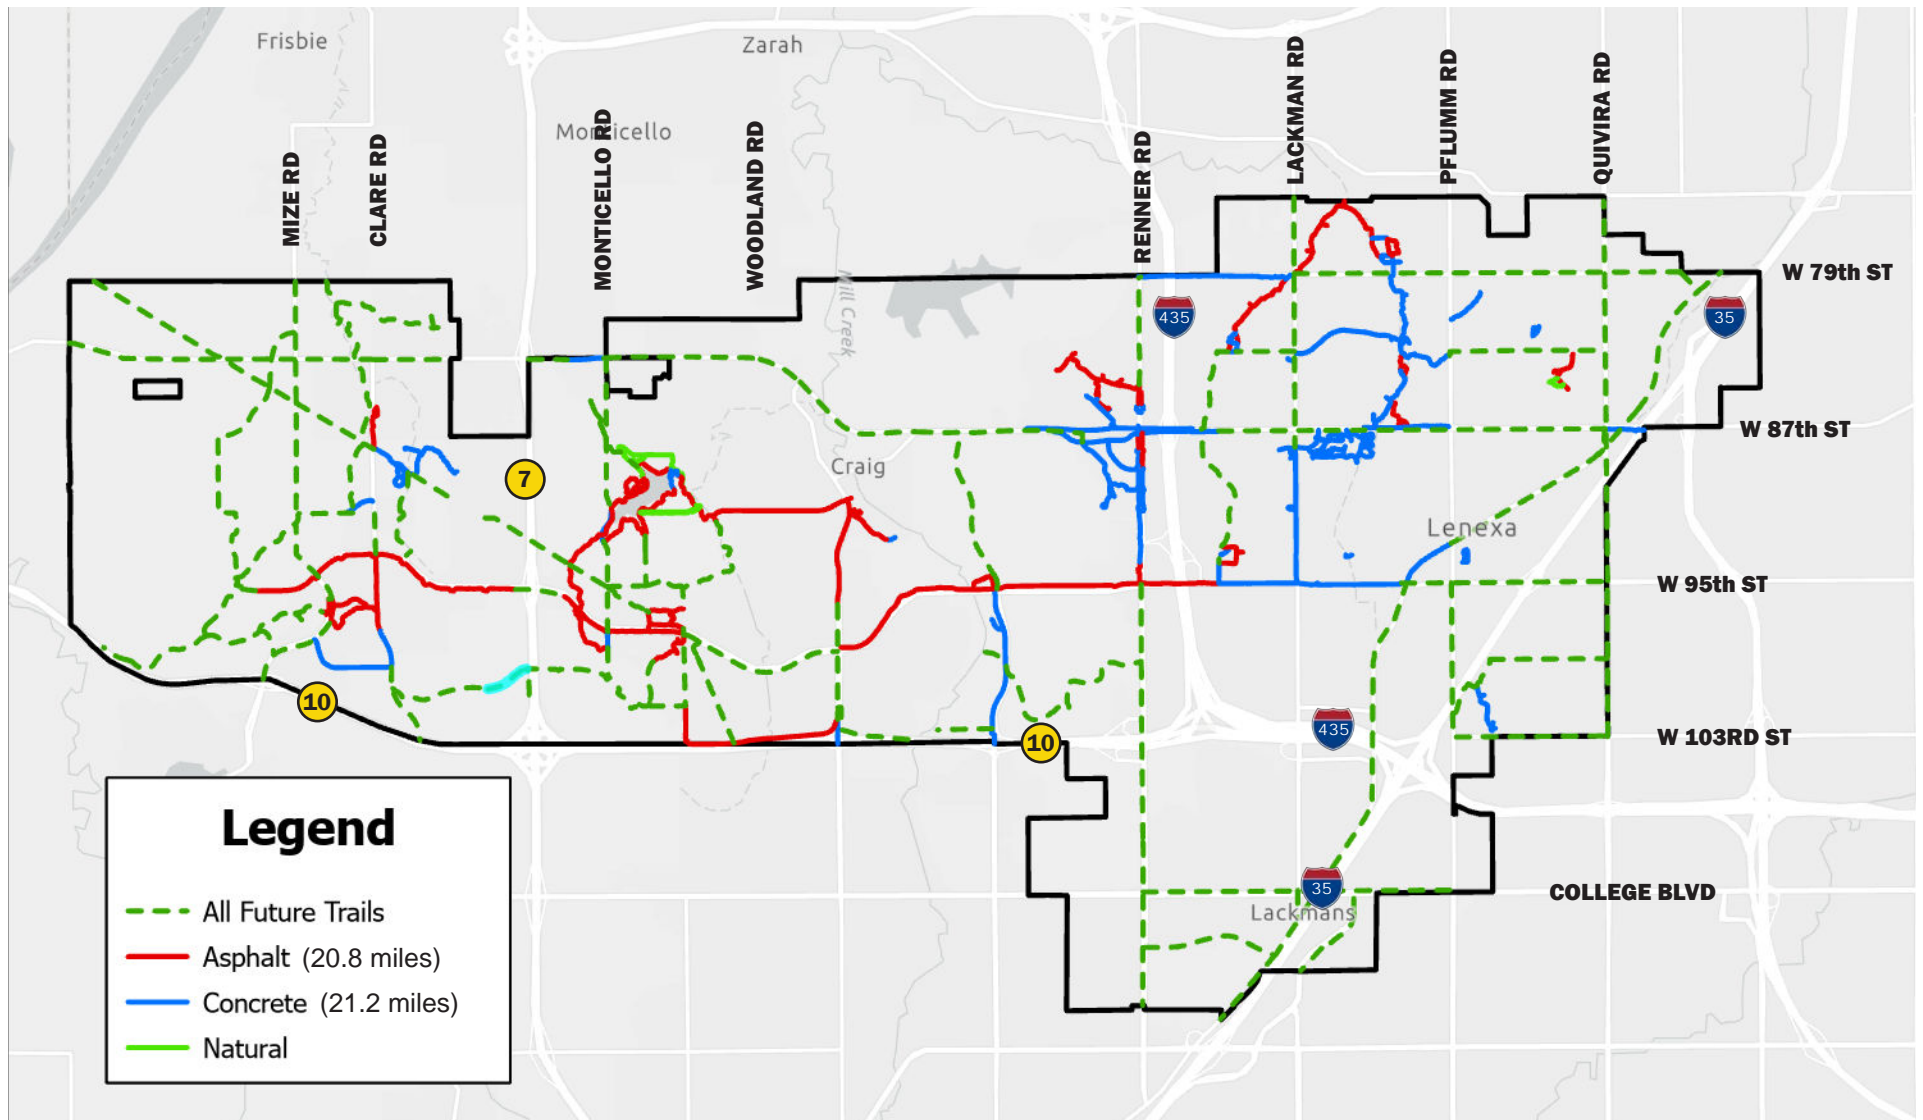 Frisbie
Zarah
Monticello
MIZE RD
CLARE RD
MONTICELLO RD
WOODLAND RD
RENNER RD
LACKMAN RD
PFLUMM RD
QUIVIRA RD
W 79th ST
435
35
Mill Creek
W 87th ST
Craig
7
Lenexa
W 95th ST
10
10
435
W 103RD ST
35
Lackmans
COLLEGE BLVD
Legend
All Future Trails
Asphalt (20.8 miles)
Concrete (21.2 miles)
Natural